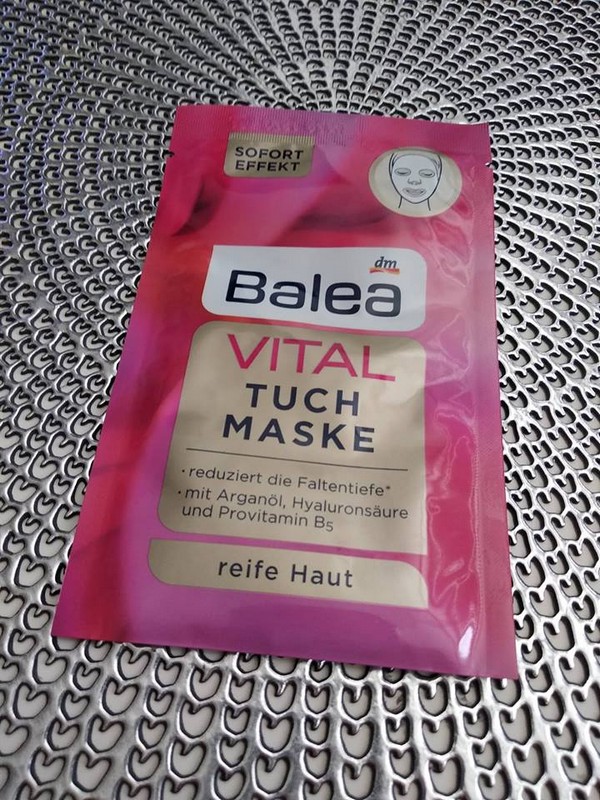 SOFORT
EFFEKT
dm
Balea
VITAL
TUCH
MASKE
· reduziert die Faltentiefe*
· mit Arganöl, Hyaluronsäure
und Provitamin B5
reife Haut